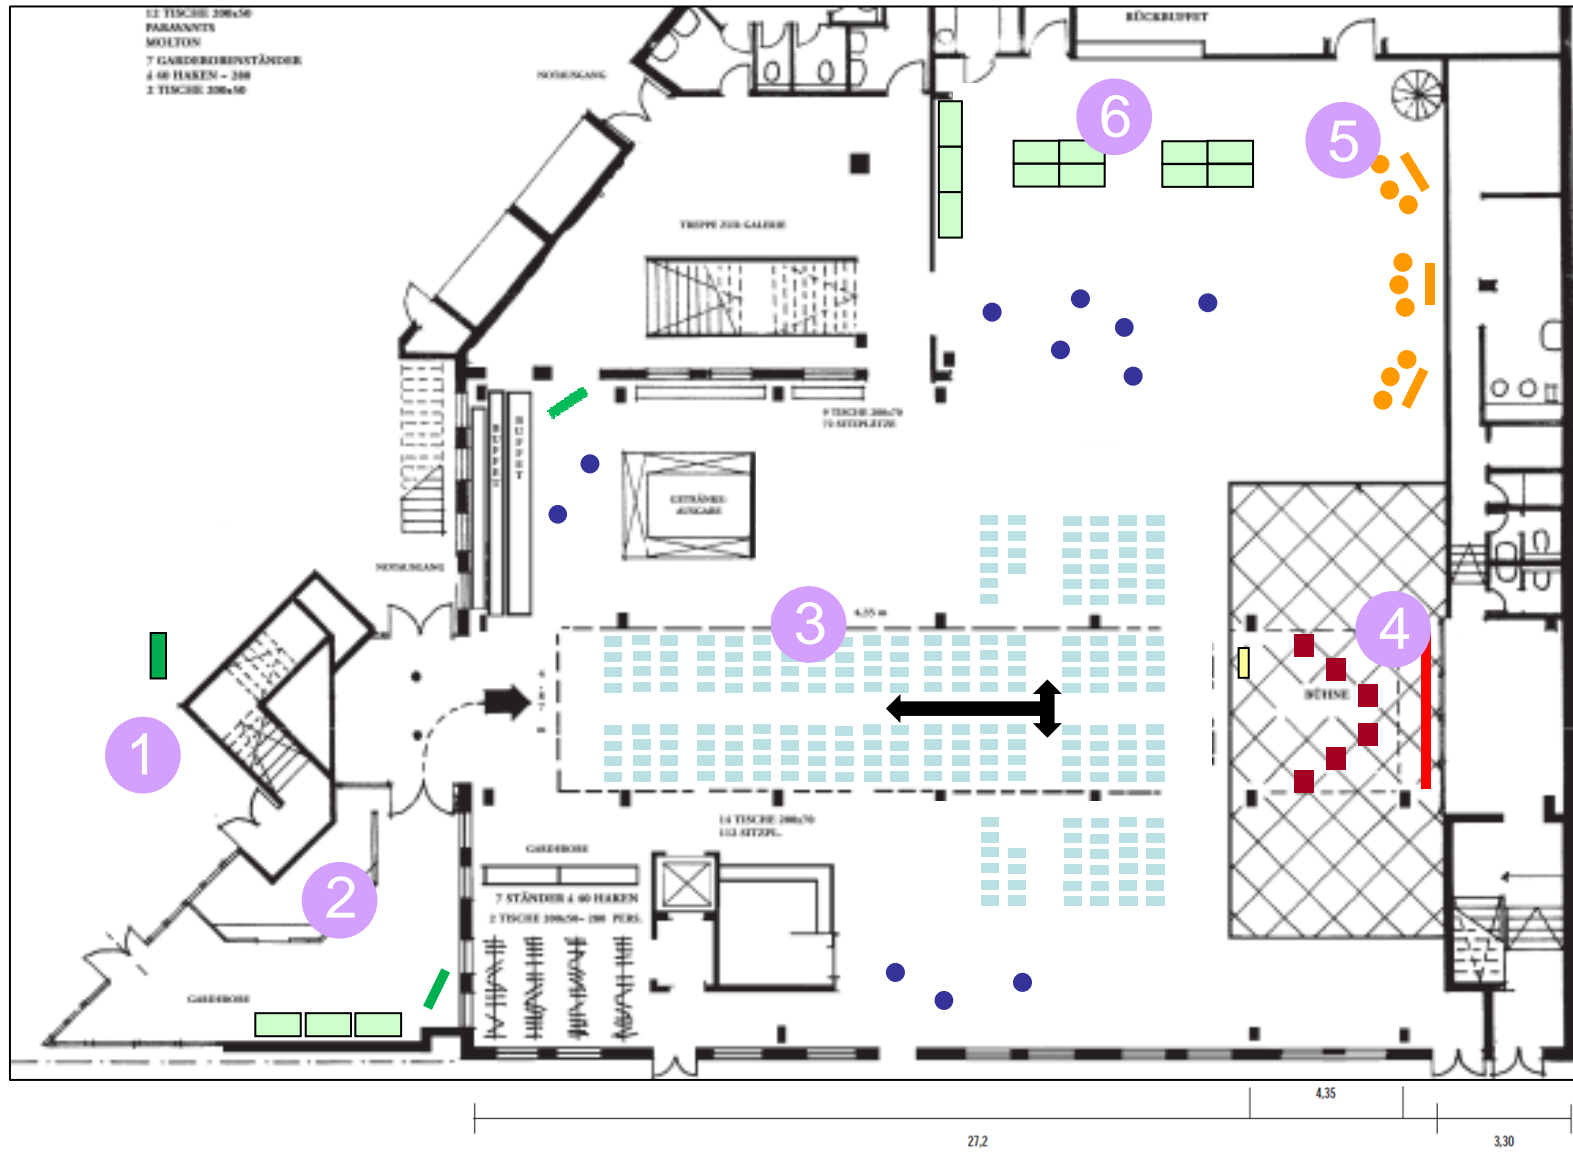 12 TISCHE 200x50
PARAVANTS
MOLTON
7 GARDEROBENSTÄNDER
á 40 HAKEN = 280
2 TISCHE 200x50
NOTAUSGANG
RÜCKBUFFET
6
5
TREPPE ZUR GALERIE
9 TISCHE 200x70
72 SITZPLÄTZE
BUFFET
BUFFET
GETRÄNKE-
AUSGABE
NOTAUSGANG
3
4,35 m
4
BÜHNE
1
14 TISCHE 200x70
112 SITZPL.
GARDEROBE
2
7 STÄNDER á 40 HAKEN
2 TISCHE 200x50= 280 PERS.
GARDEROBE
4,35
27,2
3,30